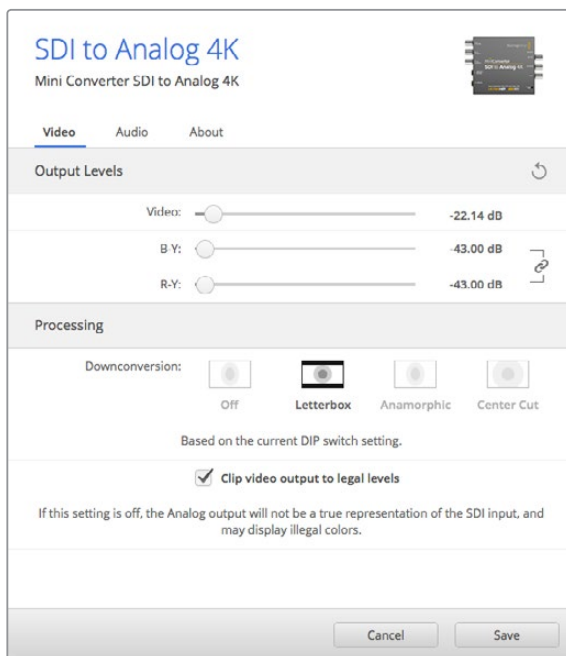 SDI to Analog 4K
Mini Converter SDI to Analog 4K
Video Audio About
Output Levels
Video: -22.14 dB
B-Y: -43.00 dB
R-Y: -43.00 dB
Processing
Downconversion:
Off Letterbox Anamorphic Center Cut
Based on the current DIP switch setting.
Clip video output to legal levels
If this setting is off, the Analog output will not be a true representation of the SDI input, and
may display illegal colors.
Cancel Save